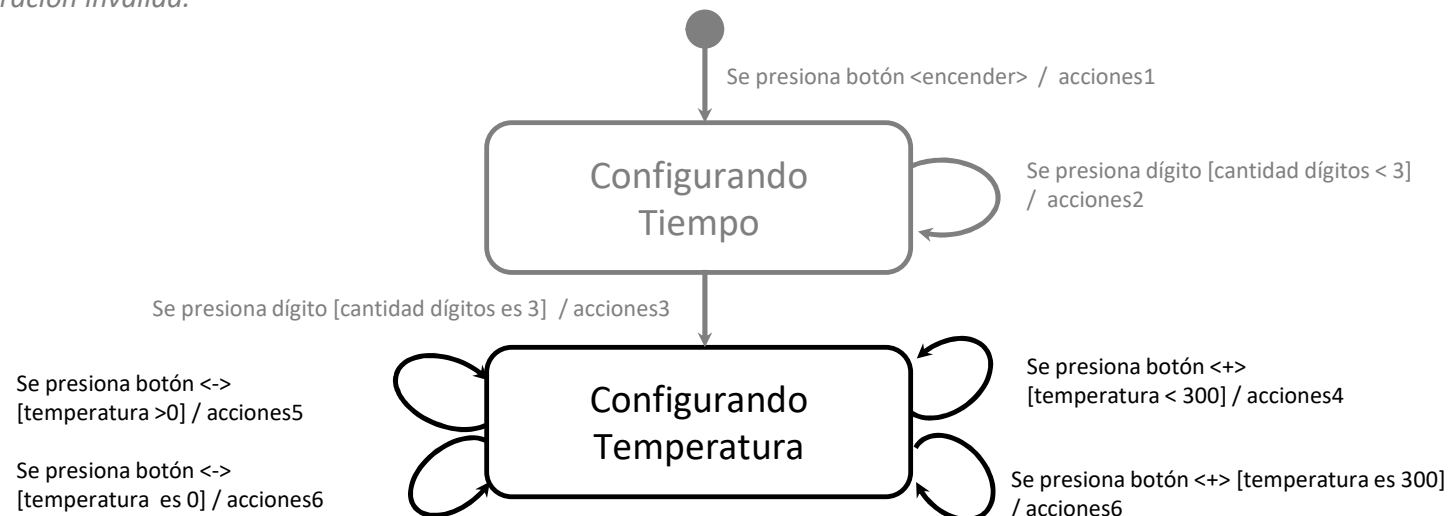 inválida.
Se presiona botón <encender> / acciones1
Configurando
Tiempo
Se presiona dígito [cantidad dígitos < 3]
/ acciones2
Se presiona dígito [cantidad dígitos es 3] / acciones3
Se presiona botón <->
[temperatura >0] / acciones5
Configurando
Temperatura
Se presiona botón <+>
[temperatura < 300] / acciones4
Se presiona botón <->
[temperatura es 0] / acciones6
Se presiona botón <+> [temperatura es 300]
/ acciones6